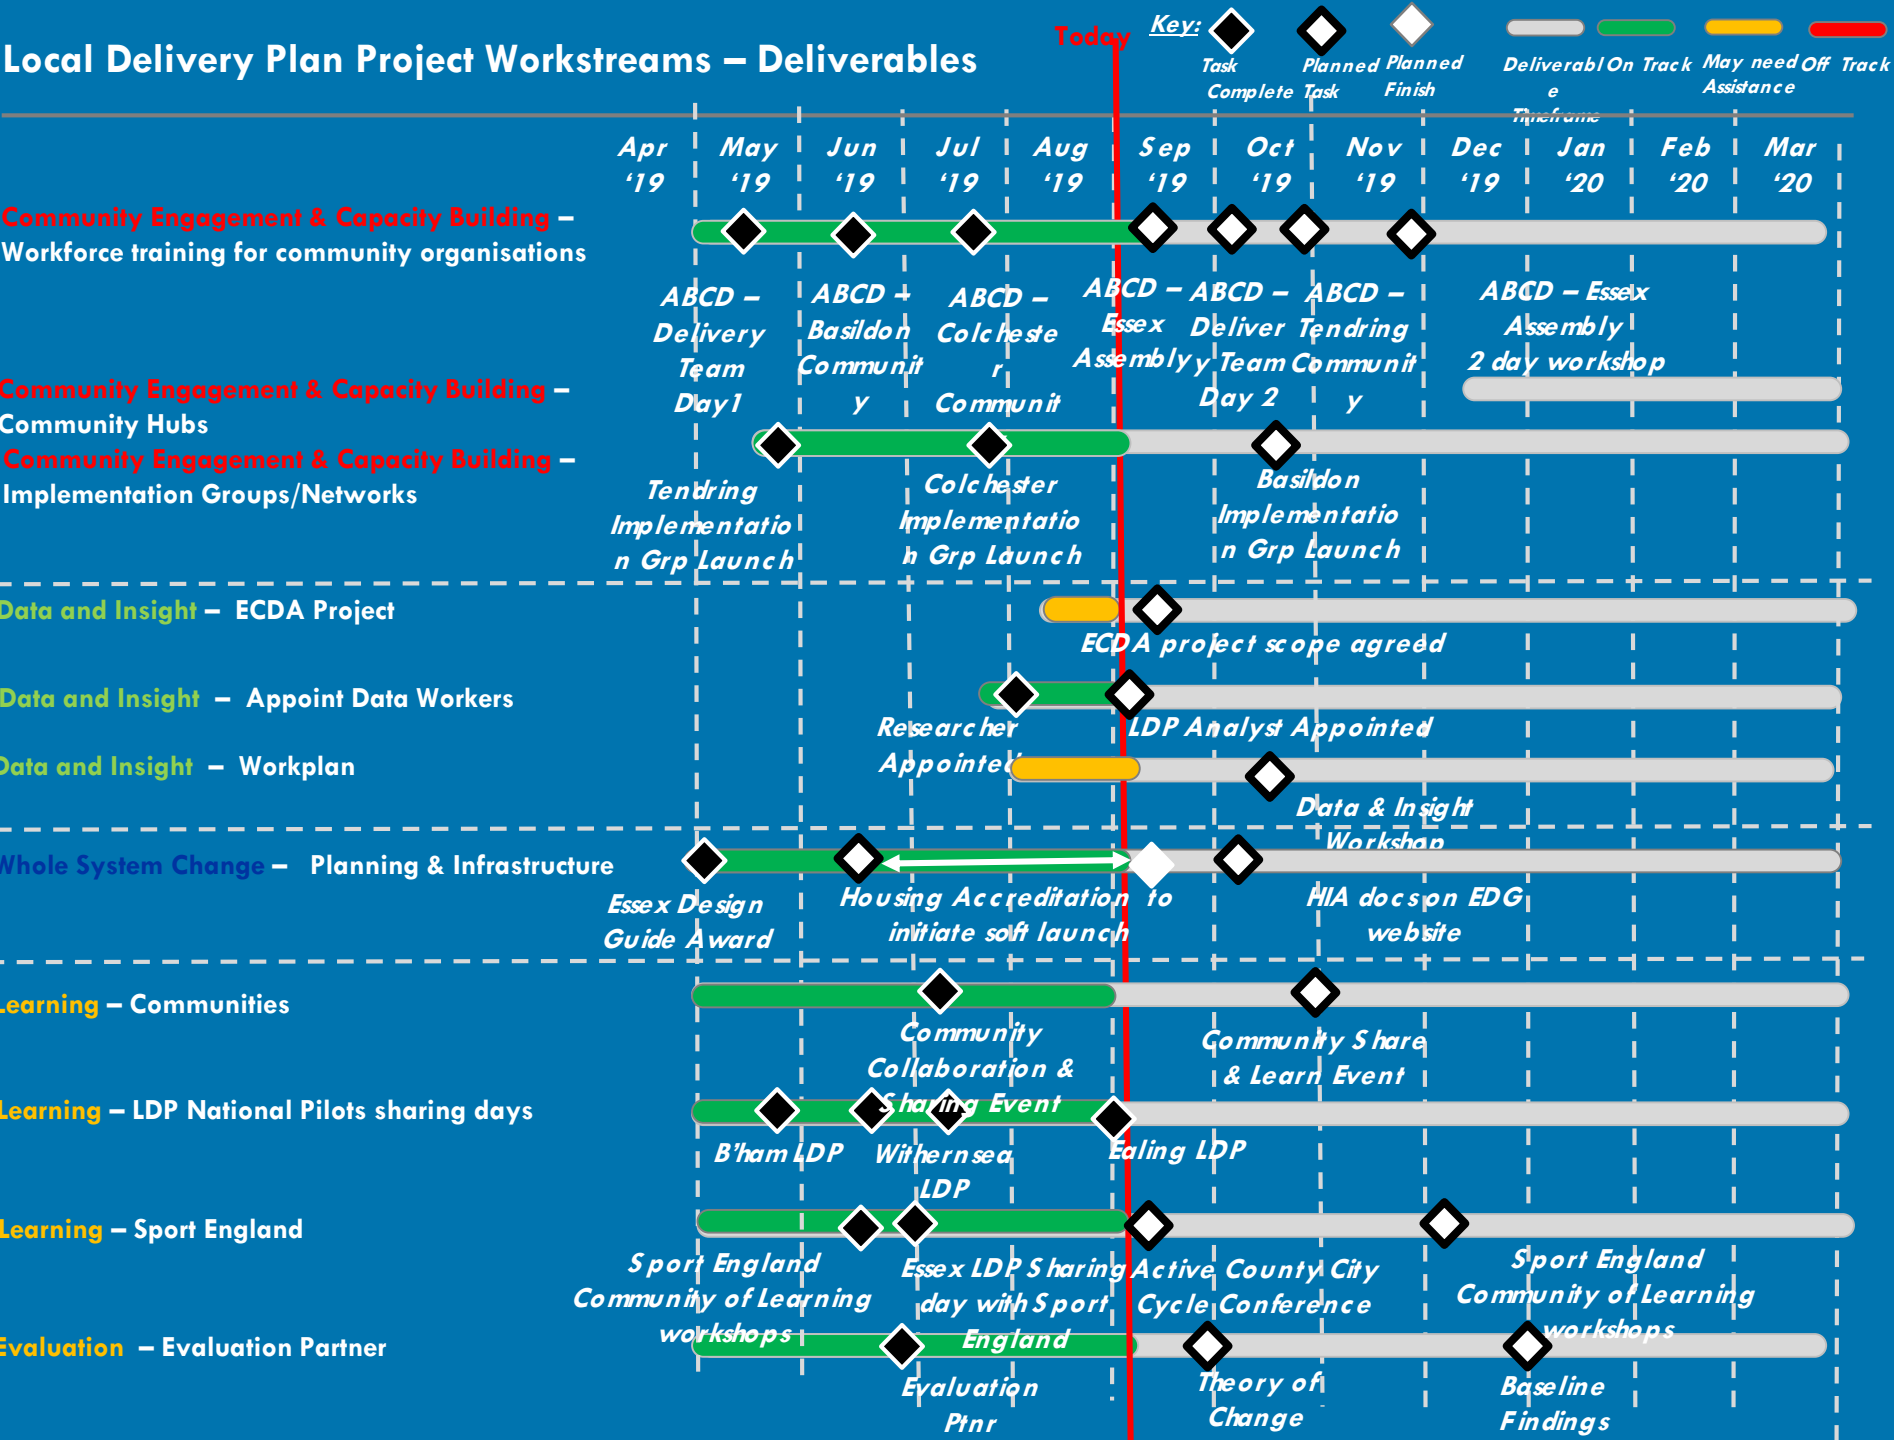 Today
Key:
Task
Complete
Planned
Task
Planned
Finish
Deliverabl
e
Timeframe
On Track
May need
Assistance
Off Track
Local Delivery Plan Project Workstreams – Deliverables
Apr
‘19
May
‘19
Jun
‘19
Jul
‘19
Aug
‘19
Sep
‘19
Oct
‘19
Nov
‘19
Dec
‘19
Jan
‘20
Feb
‘20
Mar
‘20
Community Engagement & Capacity Building –
Workforce training for community organisations
ABCD –
Delivery
Team
Day1
ABCD –
Basildon
Communit
y
ABCD –
Colcheste
r
Communit
ABCD –
Essex
Assembly
ABCD –
Deliver
y Team
Day 2
ABCD –
Tendring
Communit
y
ABCD – Essex
Assembly
2 day workshop
Community Engagement & Capacity Building –
Community Hubs
Community Engagement & Capacity Building –
Implementation Groups/Networks
Tendring
Implementatio
n Grp Launch
Colchester
Implementatio
n Grp Launch
Basildon
Implementatio
n Grp Launch
Data and Insight – ECDA Project
ECDA project scope agreed
Data and Insight – Appoint Data Workers
Researcher
Appointed
LDP Analyst Appointed
Data and Insight – Workplan
Data & Insight
Workshop
Whole System Change – Planning & Infrastructure
Essex Design
Guide Award
Housing Accreditation to
initiate soft launch
HIA docs on EDG
website
Learning – Communities
Community
Collaboration &
Sharing Event
Community Share
& Learn Event
Learning – LDP National Pilots sharing days
B’ham LDP
Withernsea
LDP
Ealing LDP
Learning – Sport England
Sport England
Community of Learning
workshops
Essex LDP Sharing
day with Sport
England
Active County City
Cycle Conference
Sport England
Community of Learning
workshops
Evaluation – Evaluation Partner
Evaluation
Ptnr
Theory of
Change
Baseline
Findings